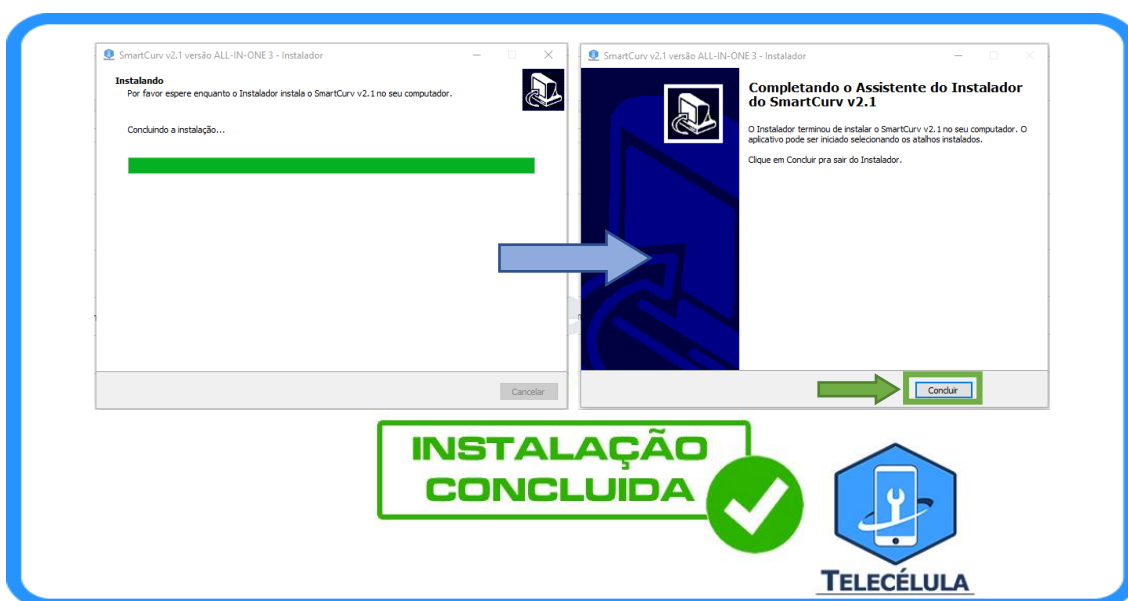 SmartCurv v2.1 versão ALL-IN-ONE 3 - Instalador
Instalando
Por favor espere enquanto o Instalador instala o SmartCurv v2.1 no seu computador.
Concluindo a instalação...
Cancelar
SmartCurv v2.1 versão ALL-IN-ONE 3 - Instalador
Completando o Assistente do Instalador
do SmartCurv v2.1
O Instalador terminou de instalar o SmartCurv v2.1 no seu computador. O
aplicativo pode ser iniciado selecionando os atalhos instalados.
Clique em Concluir pra sair do Instalador.
Concluir
INSTALAÇÃO
CONCLUIDA
TELECÉLULA